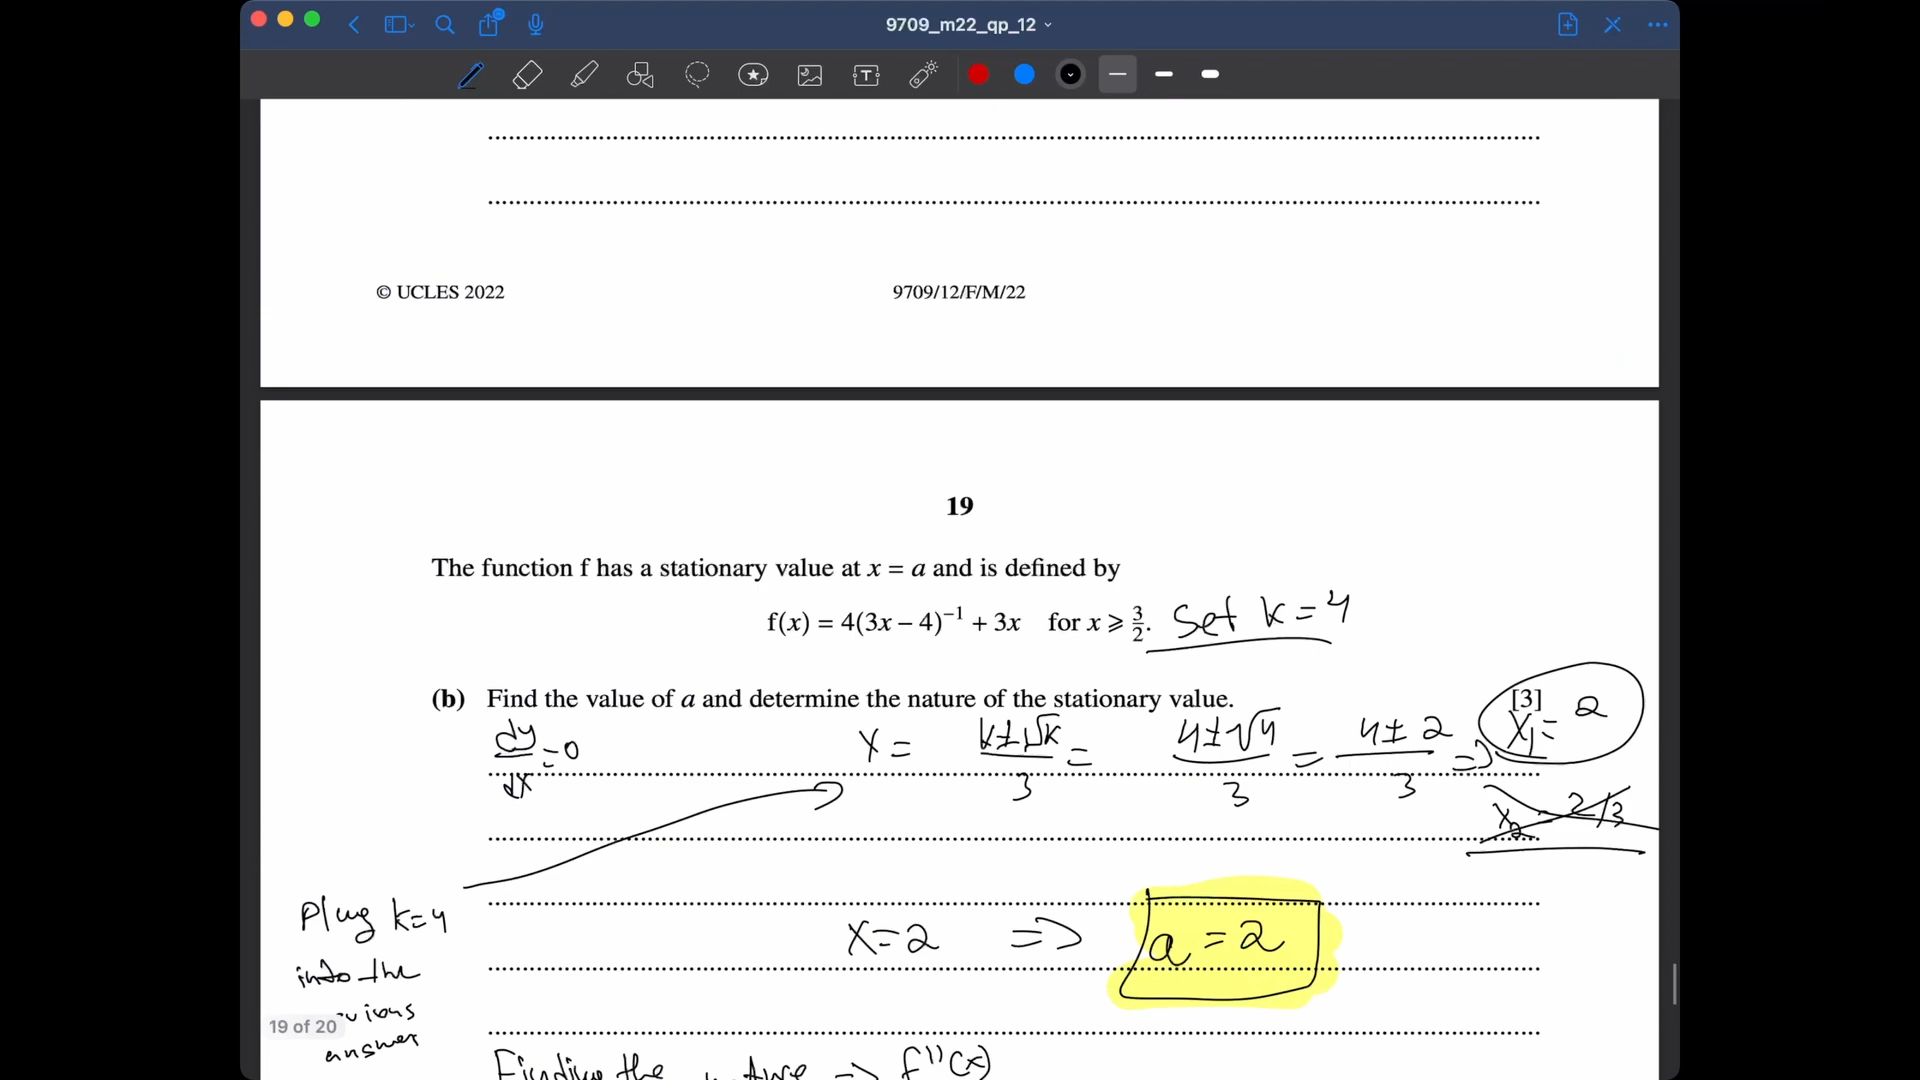 9709_m22_qp_12
© UCLES 2022
9709/12/F/M/22
19
The function f has a stationary value at x = a and is defined by
f(x) = 4(3x − 4)⁻¹ + 3x for x ⩾ 3/2. Set k = 4
(b) Find the value of a and determine the nature of the stationary value. [3]
dy/dx = 0 x = (k ± √k)/3 = (4 ± √4)/3 = (4 ± 2)/3 => x₁ = 2
x₂ = 2/3
Plug k=4
x=2 => a = 2
into the
19 of 20
answer
Finding the nature => f''(x)